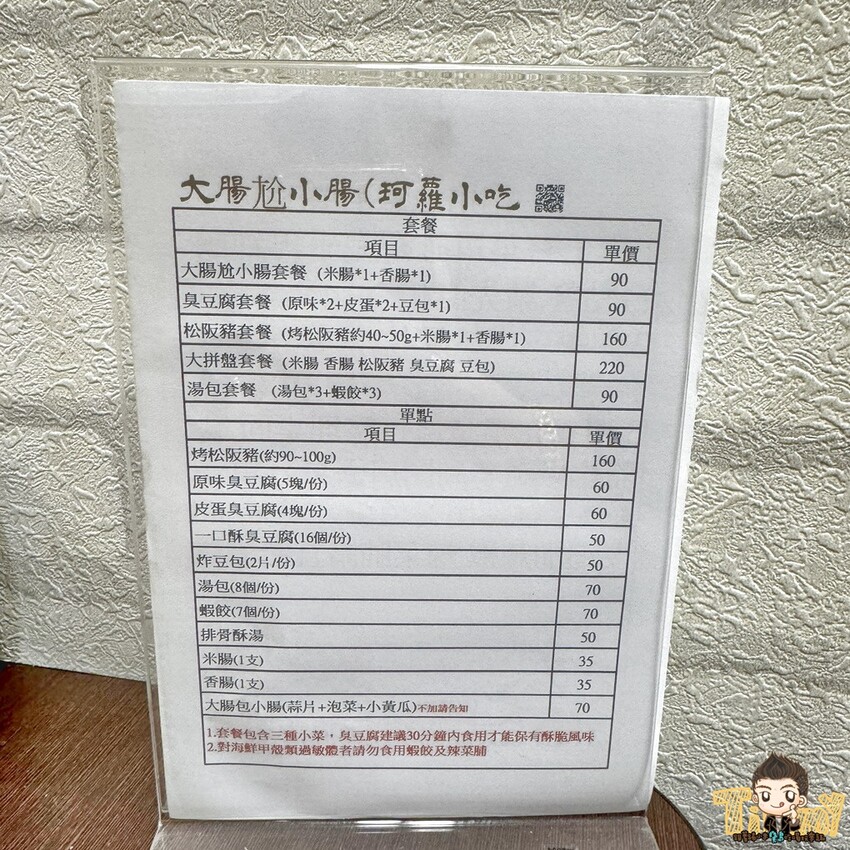 大腸尬小腸(珂蘿小吃
套餐
項目 單價
大腸尬小腸套餐 (米腸*1+香腸*1) 90
臭豆腐套餐 (原味*2+皮蛋*2+豆包*1) 90
松阪豬套餐 (烤松阪豬約40~50g+米腸*1+香腸*1) 160
大拼盤套餐 (米腸 香腸 松阪豬 臭豆腐 豆包) 220
湯包套餐 (湯包*3+蝦餃*3) 90
單點
項目 單價
烤松阪豬(約90~100g) 160
原味臭豆腐(5塊/份) 60
皮蛋臭豆腐(4塊/份) 60
一口酥臭豆腐(16個/份) 50
炸豆包(2片/份) 50
湯包(8個/份) 70
蝦餃(7個/份) 70
排骨酥湯 50
米腸(1支) 35
香腸(1支) 35
大腸包小腸(蒜片+泡菜+小黃瓜)不加請告知 70
1.套餐包含三種小菜，臭豆腐建議30分鐘內食用才能保有酥脆風味
2.對海鮮甲殼類過敏體者請勿食用蝦餃及辣菜脯